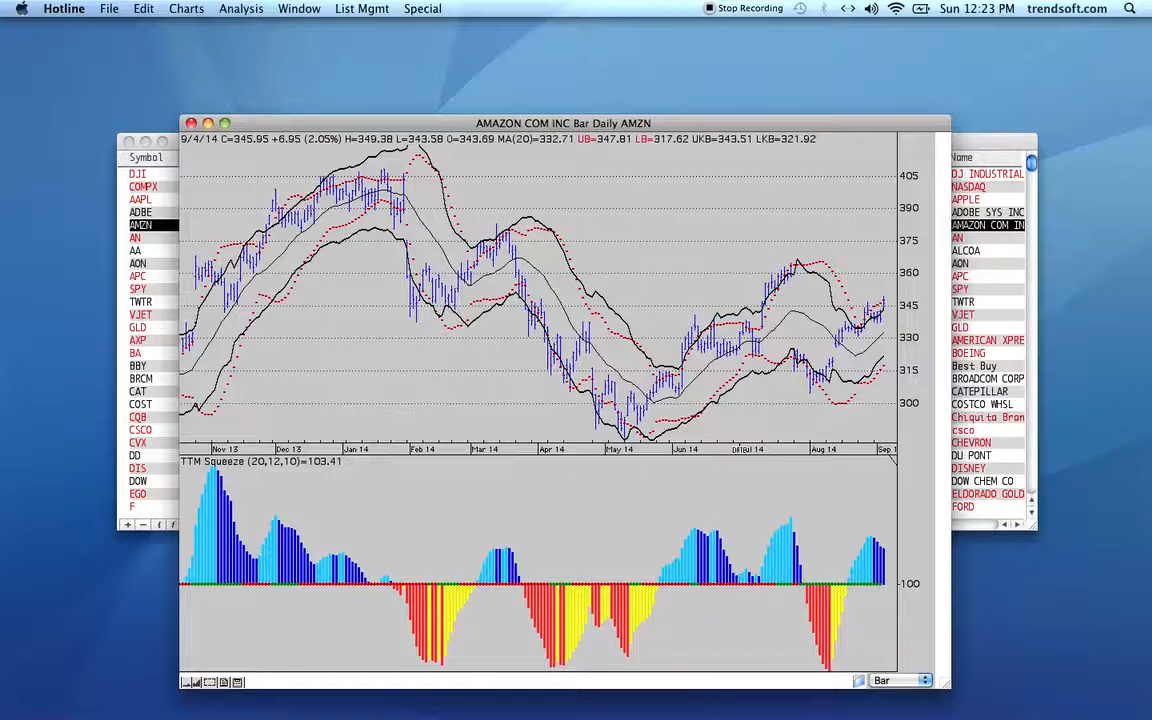 Hotline File Edit Charts Analysis Window List Mgmt Special Stop Recording Sun 12:23 PM trendsoft.com
AMAZON COM INC Bar Daily AMZN
9/4/14 C=345.95 +6.95 (2.05%) H=349.38 L=343.58 O=343.69 MA(20)=332.71 UB=347.81 LB=317.62 UKB=343.51 LKB=321.92
405
390
375
360
345
330
315
300
Nov 13 Dec 13 Jan 14 Feb 14 Mar 14 Apr 14 May 14 Jun 14 Aug 14 Sep 1
TTM Squeeze (20,12,10)=103.41
100
Bar
Symbol
DJI
COMPX
AAPL
ADBE
AMZN
AN
AA
AON
APC
SPY
TWTR
VJET
GLD
AXP
BA
BBY
BRCM
CAT
COST
CQB
CSCO
CVX
DD
DIS
DOW
EGO
F
Name
DJ INDUSTRIAL
NASDAQ
APPLE
ADOBE SYS INC
AMAZON COM IN
AN
ALCOA
AON
APC
SPY
TWTR
VJET
GLD
AMERICAN XPRE
BOEING
Best Buy
BROADCOM CORP
CATEPILLAR
COSTCO WHSL
Chiquita Bran
csco
CHEVRON
DU PONT
DISNEY
DOW CHEM CO
ELDORADO GOLD
FORD